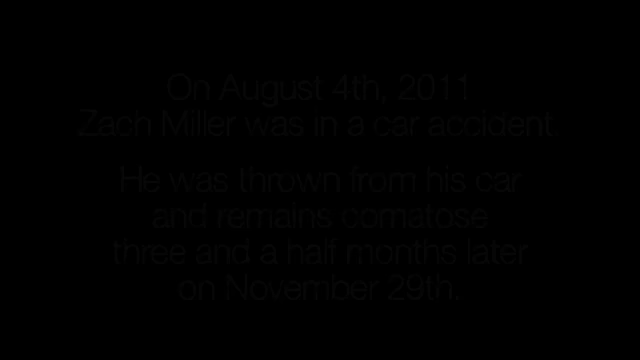 On August 4th, 2011
Zach Miller was in a car accident.
He was thrown from his car
and remains comatose
three and a half months later
on November 29th.